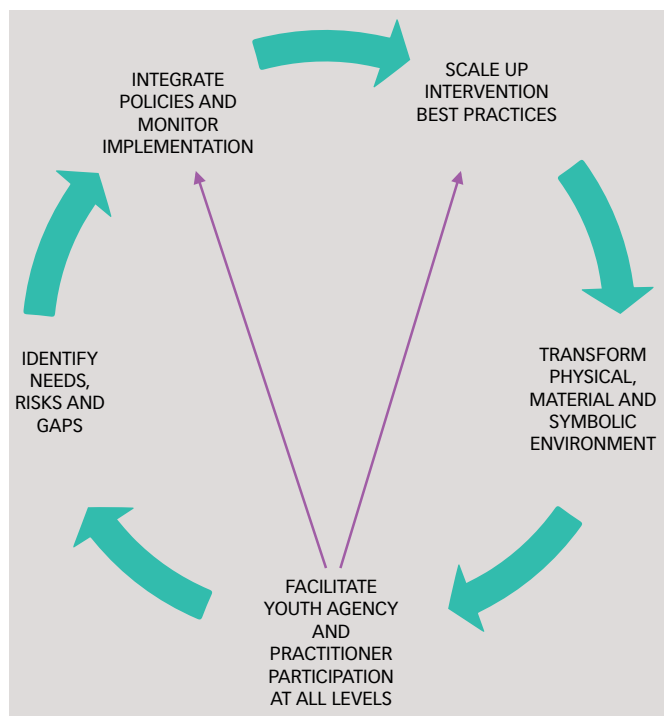 INTEGRATE
POLICIES AND
MONITOR
IMPLEMENTATION
SCALE UP
INTERVENTION
BEST PRACTICES
TRANSFORM
PHYSICAL,
MATERIAL AND
SYMBOLIC
ENVIRONMENT
FACILITATE
YOUTH AGENCY
AND
PRACTITIONER
PARTICIPATION
AT ALL LEVELS
IDENTIFY
NEEDS,
RISKS AND
GAPS